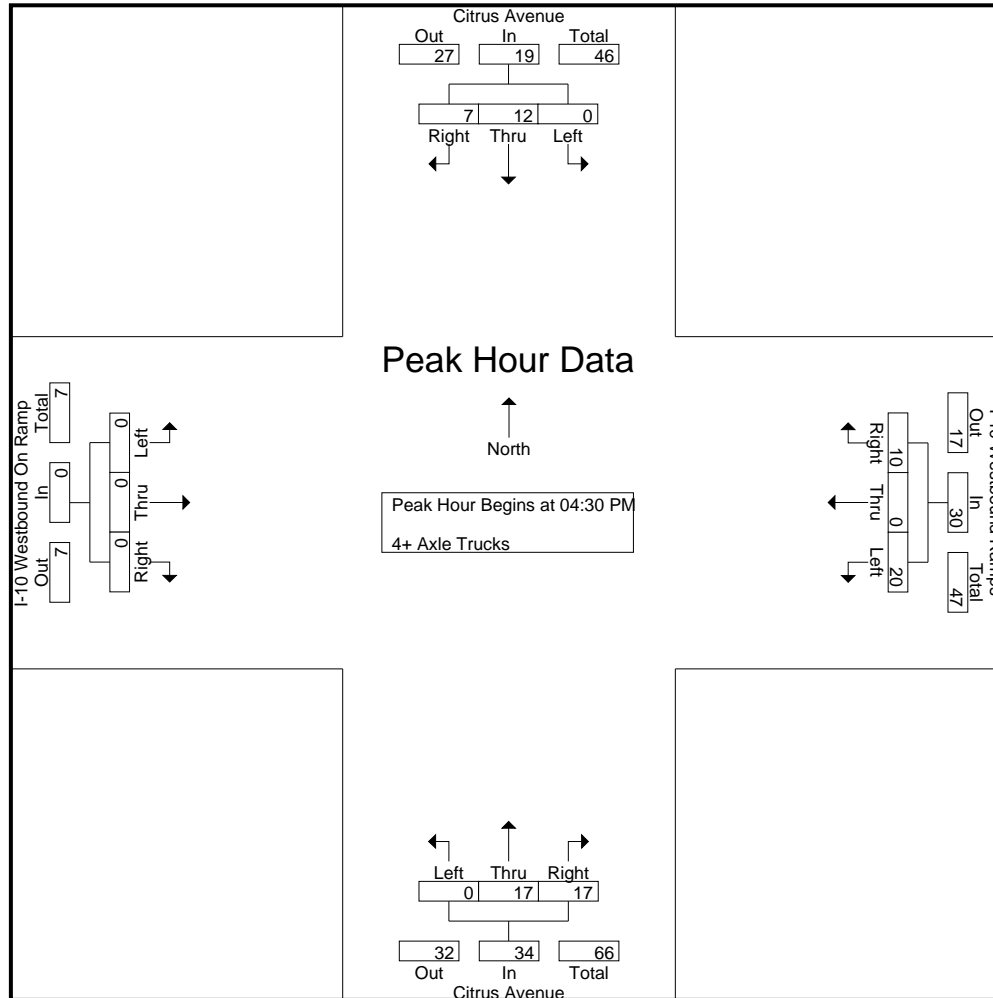 Citrus Avenue
Out In Total
27 19 46
7 12 0
Right Thru Left
Peak Hour Data
North
Peak Hour Begins at 04:30 PM
4+ Axle Trucks
I-10 Westbound On Ramp
Total In Out
7 0 7
0 0 0
Left Thru Right
Out In Total
17 30 47
10 0 20
Right Thru Left
Left Thru Right
0 17 17
32 34 66
Out In Total
Citrus Avenue